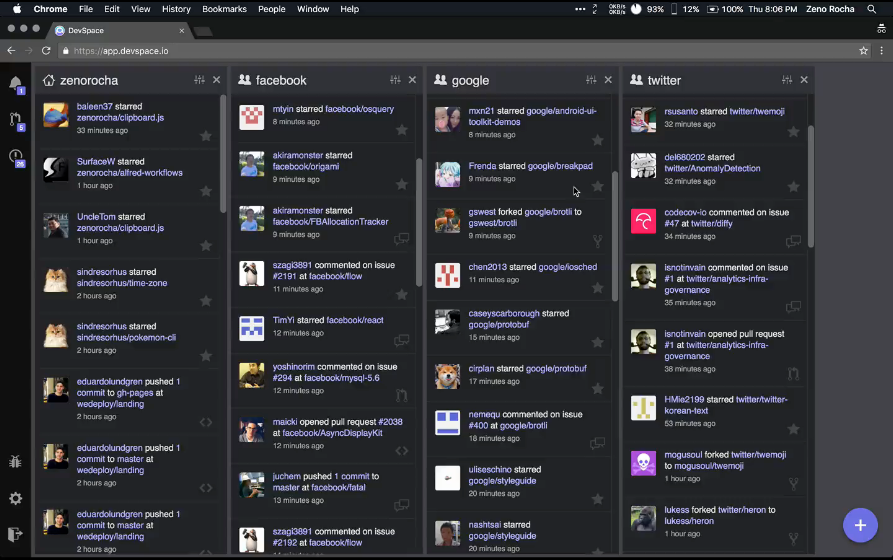 Chrome File Edit View History Bookmarks People Window Help
0KB/s
0KB/s
93% 12% 100% Thu 8:06 PM Zeno Rocha
DevSpace
https://app.devspace.io
1
5
26
zenorocha
baleen37 starred
zenorocha/clipboard.js
33 minutes ago
SurfaceW starred
zenorocha/alfred-workflows
1 hour ago
UncleTom starred
zenorocha/clipboard.js
1 hour ago
sindresorhus starred
sindresorhus/time-zone
2 hours ago
sindresorhus starred
sindresorhus/pokemon-cli
2 hours ago
eduardolundgren pushed 1
commit to gh-pages at
wedeploy/landing
2 hours ago
eduardolundgren pushed 1
commit to master at
wedeploy/landing
2 hours ago
eduardolundgren pushed 1
commit to master at
wedeploy/landing
2 hours ago
facebook
mtyin starred facebook/osquery
8 minutes ago
akiramonster starred
facebook/origami
9 minutes ago
akiramonster starred
facebook/FBAllocationTracker
9 minutes ago
szagi3891 commented on issue
#2191 at facebook/flow
11 minutes ago
TimYi starred facebook/react
12 minutes ago
yoshinorim commented on issue
#294 at facebook/mysql-5.6
12 minutes ago
maicki opened pull request #2038
at facebook/AsyncDisplayKit
12 minutes ago
juchem pushed 1 commit to
master at facebook/fatal
13 minutes ago
szagi3891 commented on issue
#2192 at facebook/flow
google
mxn21 starred google/android-ui-
toolkit-demos
8 minutes ago
Frenda starred google/breakpad
9 minutes ago
gswest forked google/brotli to
gswest/brotli
9 minutes ago
chen2013 starred google/iosched
11 minutes ago
caseyscarborough starred
google/protobuf
15 minutes ago
cirplan starred google/protobuf
17 minutes ago
nemequ commented on issue
#400 at google/brotli
18 minutes ago
uliseschino starred
google/styleguide
20 minutes ago
nashtsai starred
google/styleguide
20 minutes ago
twitter
rsusanto starred twitter/twemoji
32 minutes ago
del680202 starred
twitter/AnomalyDetection
32 minutes ago
codecov-io commented on issue
#47 at twitter/diffy
34 minutes ago
isnotinvain commented on issue
#1 at twitter/analytics-infra-
governance
35 minutes ago
isnotinvain opened pull request
#1 at twitter/analytics-infra-
governance
38 minutes ago
HMie2199 starred twitter/twitter-
korean-text
53 minutes ago
mogusoul forked twitter/twemoji
to mogusoul/twemoji
1 hour ago
lukess forked twitter/heron to
lukess/heron
1 hour ago